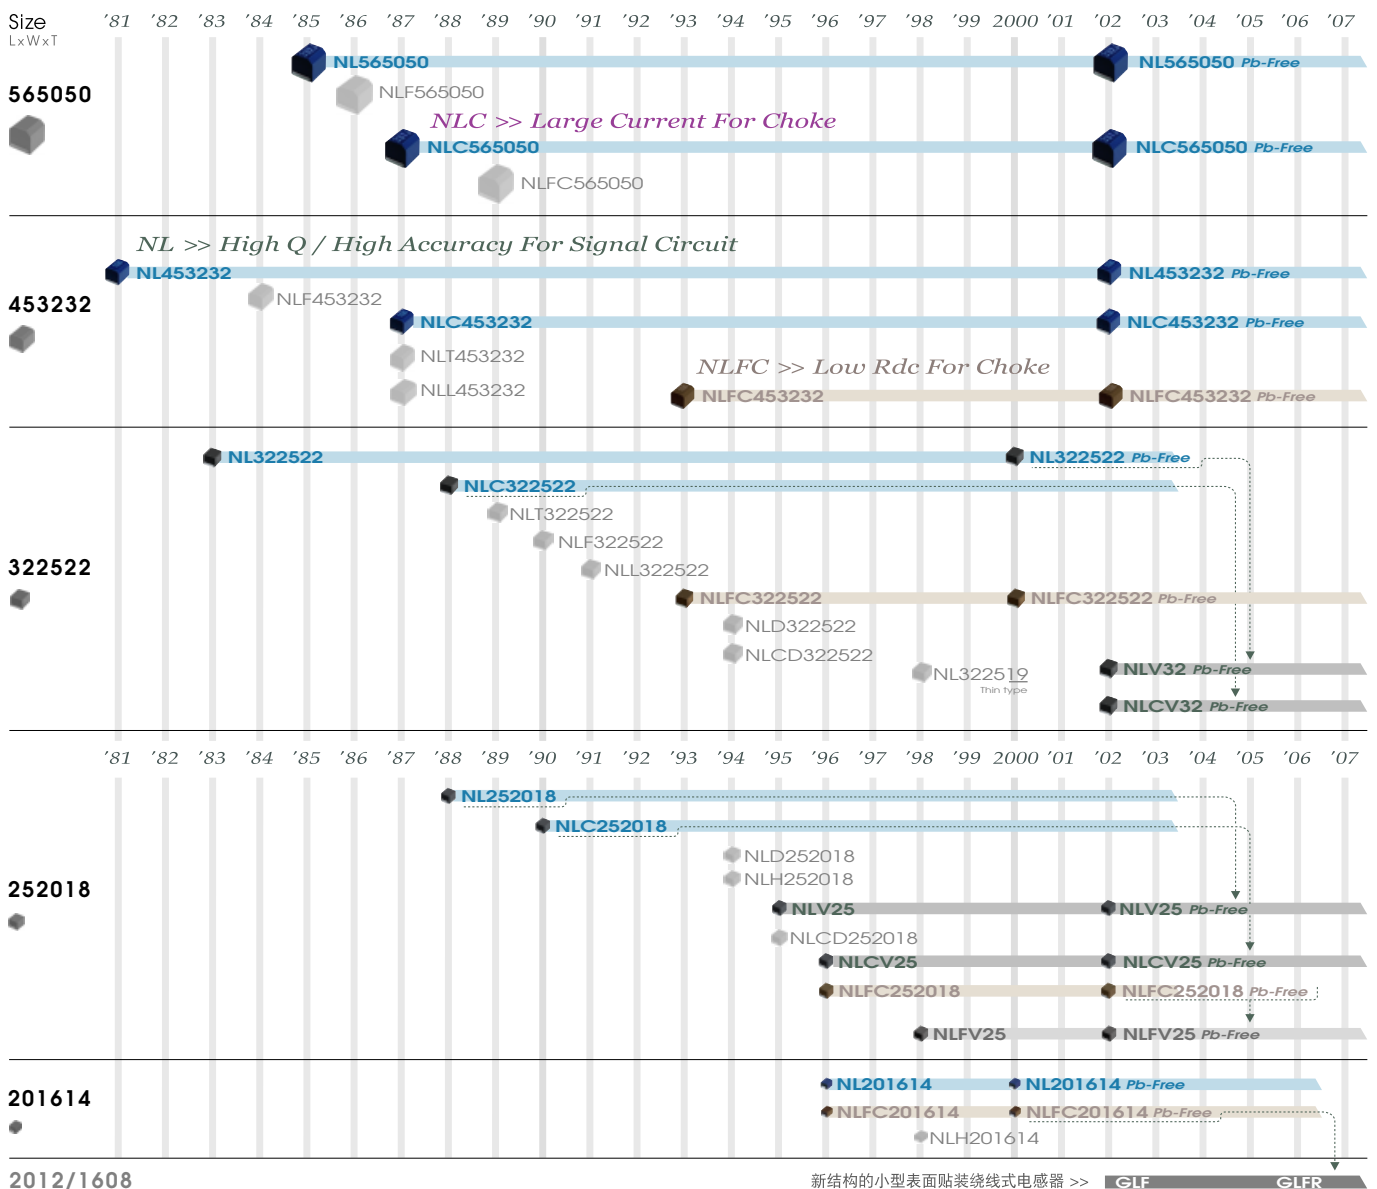 Size ’81 ’82 ’83 ’84 ’85 ’86 ’87 ’88 ’89 ’90 ’91 ’92 ’93 ’94 ’95 ’96 ’97 ’98 ’99 2000 ’01 ’02 ’03 ’04 ’05 ’06 ’07
LxWxT
NL565050 NL565050 Pb-Free
565050
NLF565050
NLC >> Large Current For Choke
NLC565050 NLC565050 Pb-Free
NLFC565050
NL >> High Q / High Accuracy For Signal Circuit
NL453232 NL453232 Pb-Free
453232
NLF453232
NLC453232 NLC453232 Pb-Free
NLT453232
NLFC >> Low Rdc For Choke
NLL453232
NLFC453232 NLFC453232 Pb-Free
NL322522 NL322522 Pb-Free
NLC322522
NLT322522
NLF322522
322522
NLL322522
NLFC322522 NLFC322522 Pb-Free
NLD322522
NLCD322522
NL322519
Thin type
NLV32 Pb-Free
NLCV32 Pb-Free
’81 ’82 ’83 ’84 ’85 ’86 ’87 ’88 ’89 ’90 ’91 ’92 ’93 ’94 ’95 ’96 ’97 ’98 ’99 2000 ’01 ’02 ’03 ’04 ’05 ’06 ’07
NL252018
NLC252018
NLD252018
NLH252018
252018
NLV25 NLV25 Pb-Free
NLCD252018
NLCV25 NLCV25 Pb-Free
NLFC252018 NLFC252018 Pb-Free
NLFV25 NLFV25 Pb-Free
NL201614 NL201614 Pb-Free
201614
NLFC201614 NLFC201614 Pb-Free
NLH201614
2012/1608 新结构的小型表面贴装绕线式电感器 >> GLF GLFR